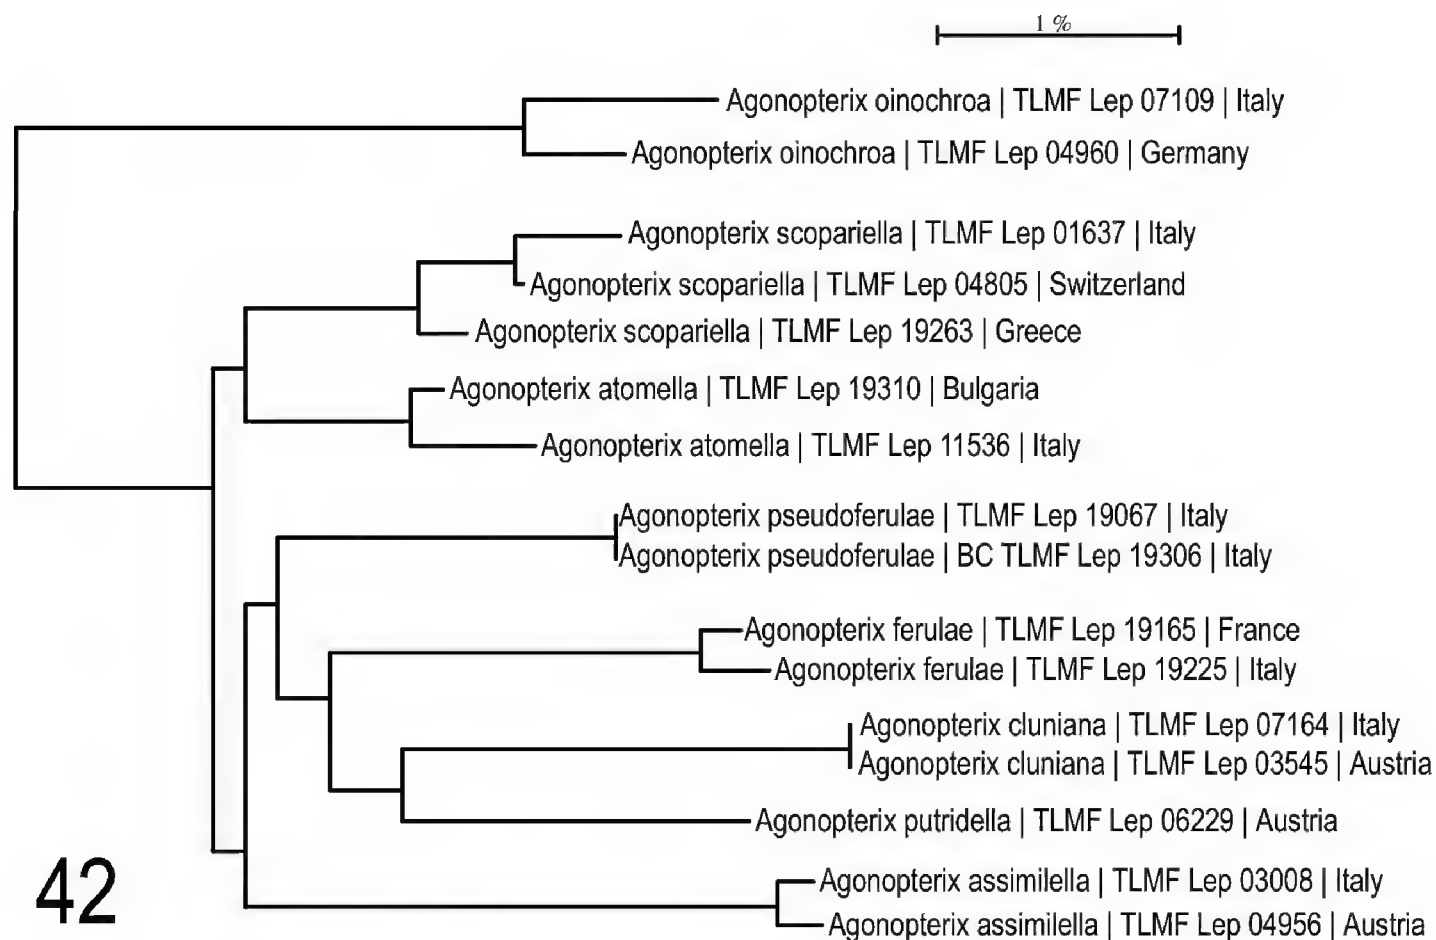 1 %
Agonopterix oinochroa | TLMF Lep 07109 | Italy
Agonopterix oinochroa | TLMF Lep 04960 | Germany
Agonopterix scopariella | TLMF Lep 01637 | Italy
Agonopterix scopariella | TLMF Lep 04805 | Switzerland
Agonopterix scopariella | TLMF Lep 19263 | Greece
Agonopterix atomella | TLMF Lep 19310 | Bulgaria
Agonopterix atomella | TLMF Lep 11536 | Italy
Agonopterix pseudoferulae | TLMF Lep 19067 | Italy
Agonopterix pseudoferulae | BC TLMF Lep 19306 | Italy
Agonopterix ferulae | TLMF Lep 19165 | France
Agonopterix ferulae | TLMF Lep 19225 | Italy
Agonopterix cluniana | TLMF Lep 07164 | Italy
Agonopterix cluniana | TLMF Lep 03545 | Austria
Agonopterix putridella | TLMF Lep 06229 | Austria
Agonopterix assimilella | TLMF Lep 03008 | Italy
Agonopterix assimilella | TLMF Lep 04956 | Austria
42